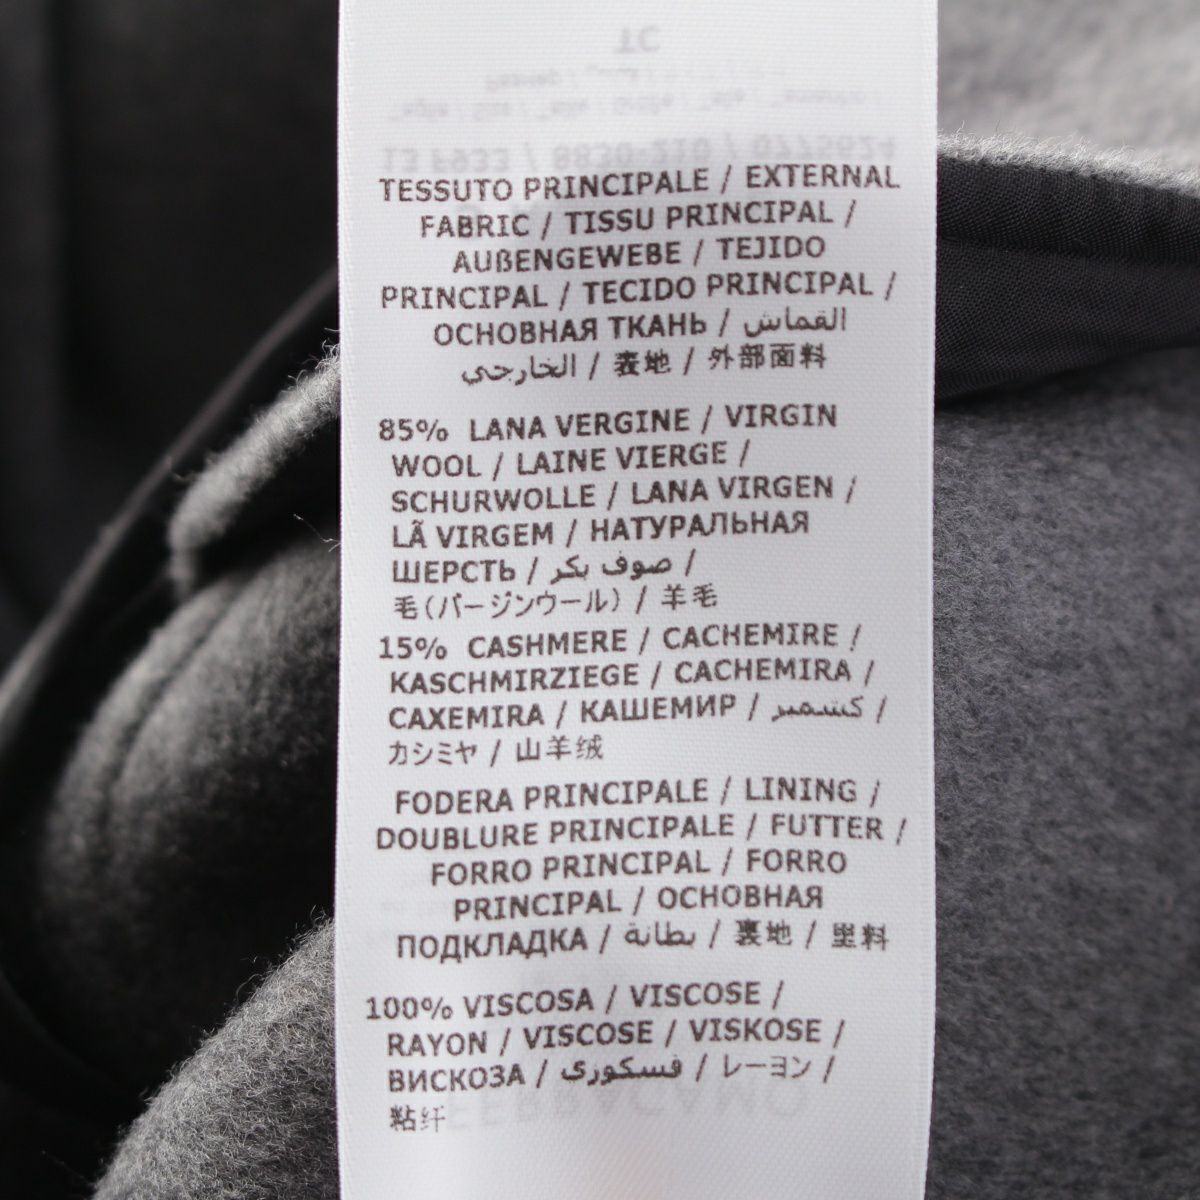 TESSUTO PRINCIPALE / EXTERNAL
FABRIC / TISSU PRINCIPAL /
AUßENGEWEBE / TEJIDO
PRINCIPAL / TECIDO PRINCIPAL /
ОСНОВНАЯ ТКАНЬ / القماش
الخارجي / 表地 / 外部面料
85% LANA VERGINE / VIRGIN
WOOL / LAINE VIERGE /
SCHURWOLLE / LANA VIRGEN /
LÃ VIRGEM / НАТУРАЛЬНАЯ
ШЕРСТЬ / صوف بكر /
毛(バージンウール) / 羊毛
15% CASHMERE / CACHEMIRE /
KASCHMIRZIEGE / CACHEMIRA /
CAXEMIRA / КАШЕМИР / كشمير /
カシミヤ / 山羊绒
FODERA PRINCIPALE / LINING /
DOUBLURE PRINCIPALE / FUTTER /
FORRO PRINCIPAL / FORRO
PRINCIPAL / ОСНОВНАЯ
ПОДКЛАДКА / بطانة / 裏地 / 里料
100% VISCOSA / VISCOSE /
RAYON / VISCOSE / VISKOSE /
ВИСКОЗА / فسكوزي / レーヨン /
粘纤